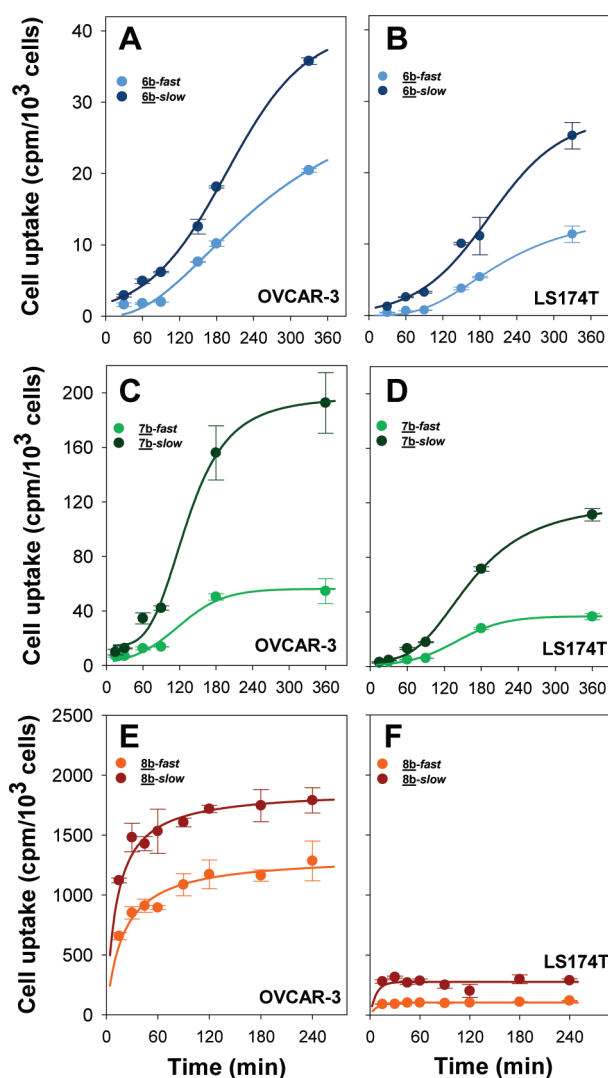 A
6b-fast
6b-slow
40
30
20
10
0
0 60 120 180 240 300 360
OVCAR-3
Cell uptake (cpm/10³ cells)
B
6b-fast
6b-slow
0 60 120 180 240 300 360
LS174T
C
7b-fast
7b-slow
200
160
120
80
40
0
0 60 120 180 240 300 360
OVCAR-3
Cell uptake (cpm/10³ cells)
D
7b-fast
7b-slow
0 60 120 180 240 300 360
LS174T
E
8b-fast
8b-slow
2500
2000
1500
1000
500
0
0 60 120 180 240
OVCAR-3
Cell uptake (cpm/10³ cells)
Time (min)
F
8b-fast
8b-slow
0 60 120 180 240
LS174T
Time (min)